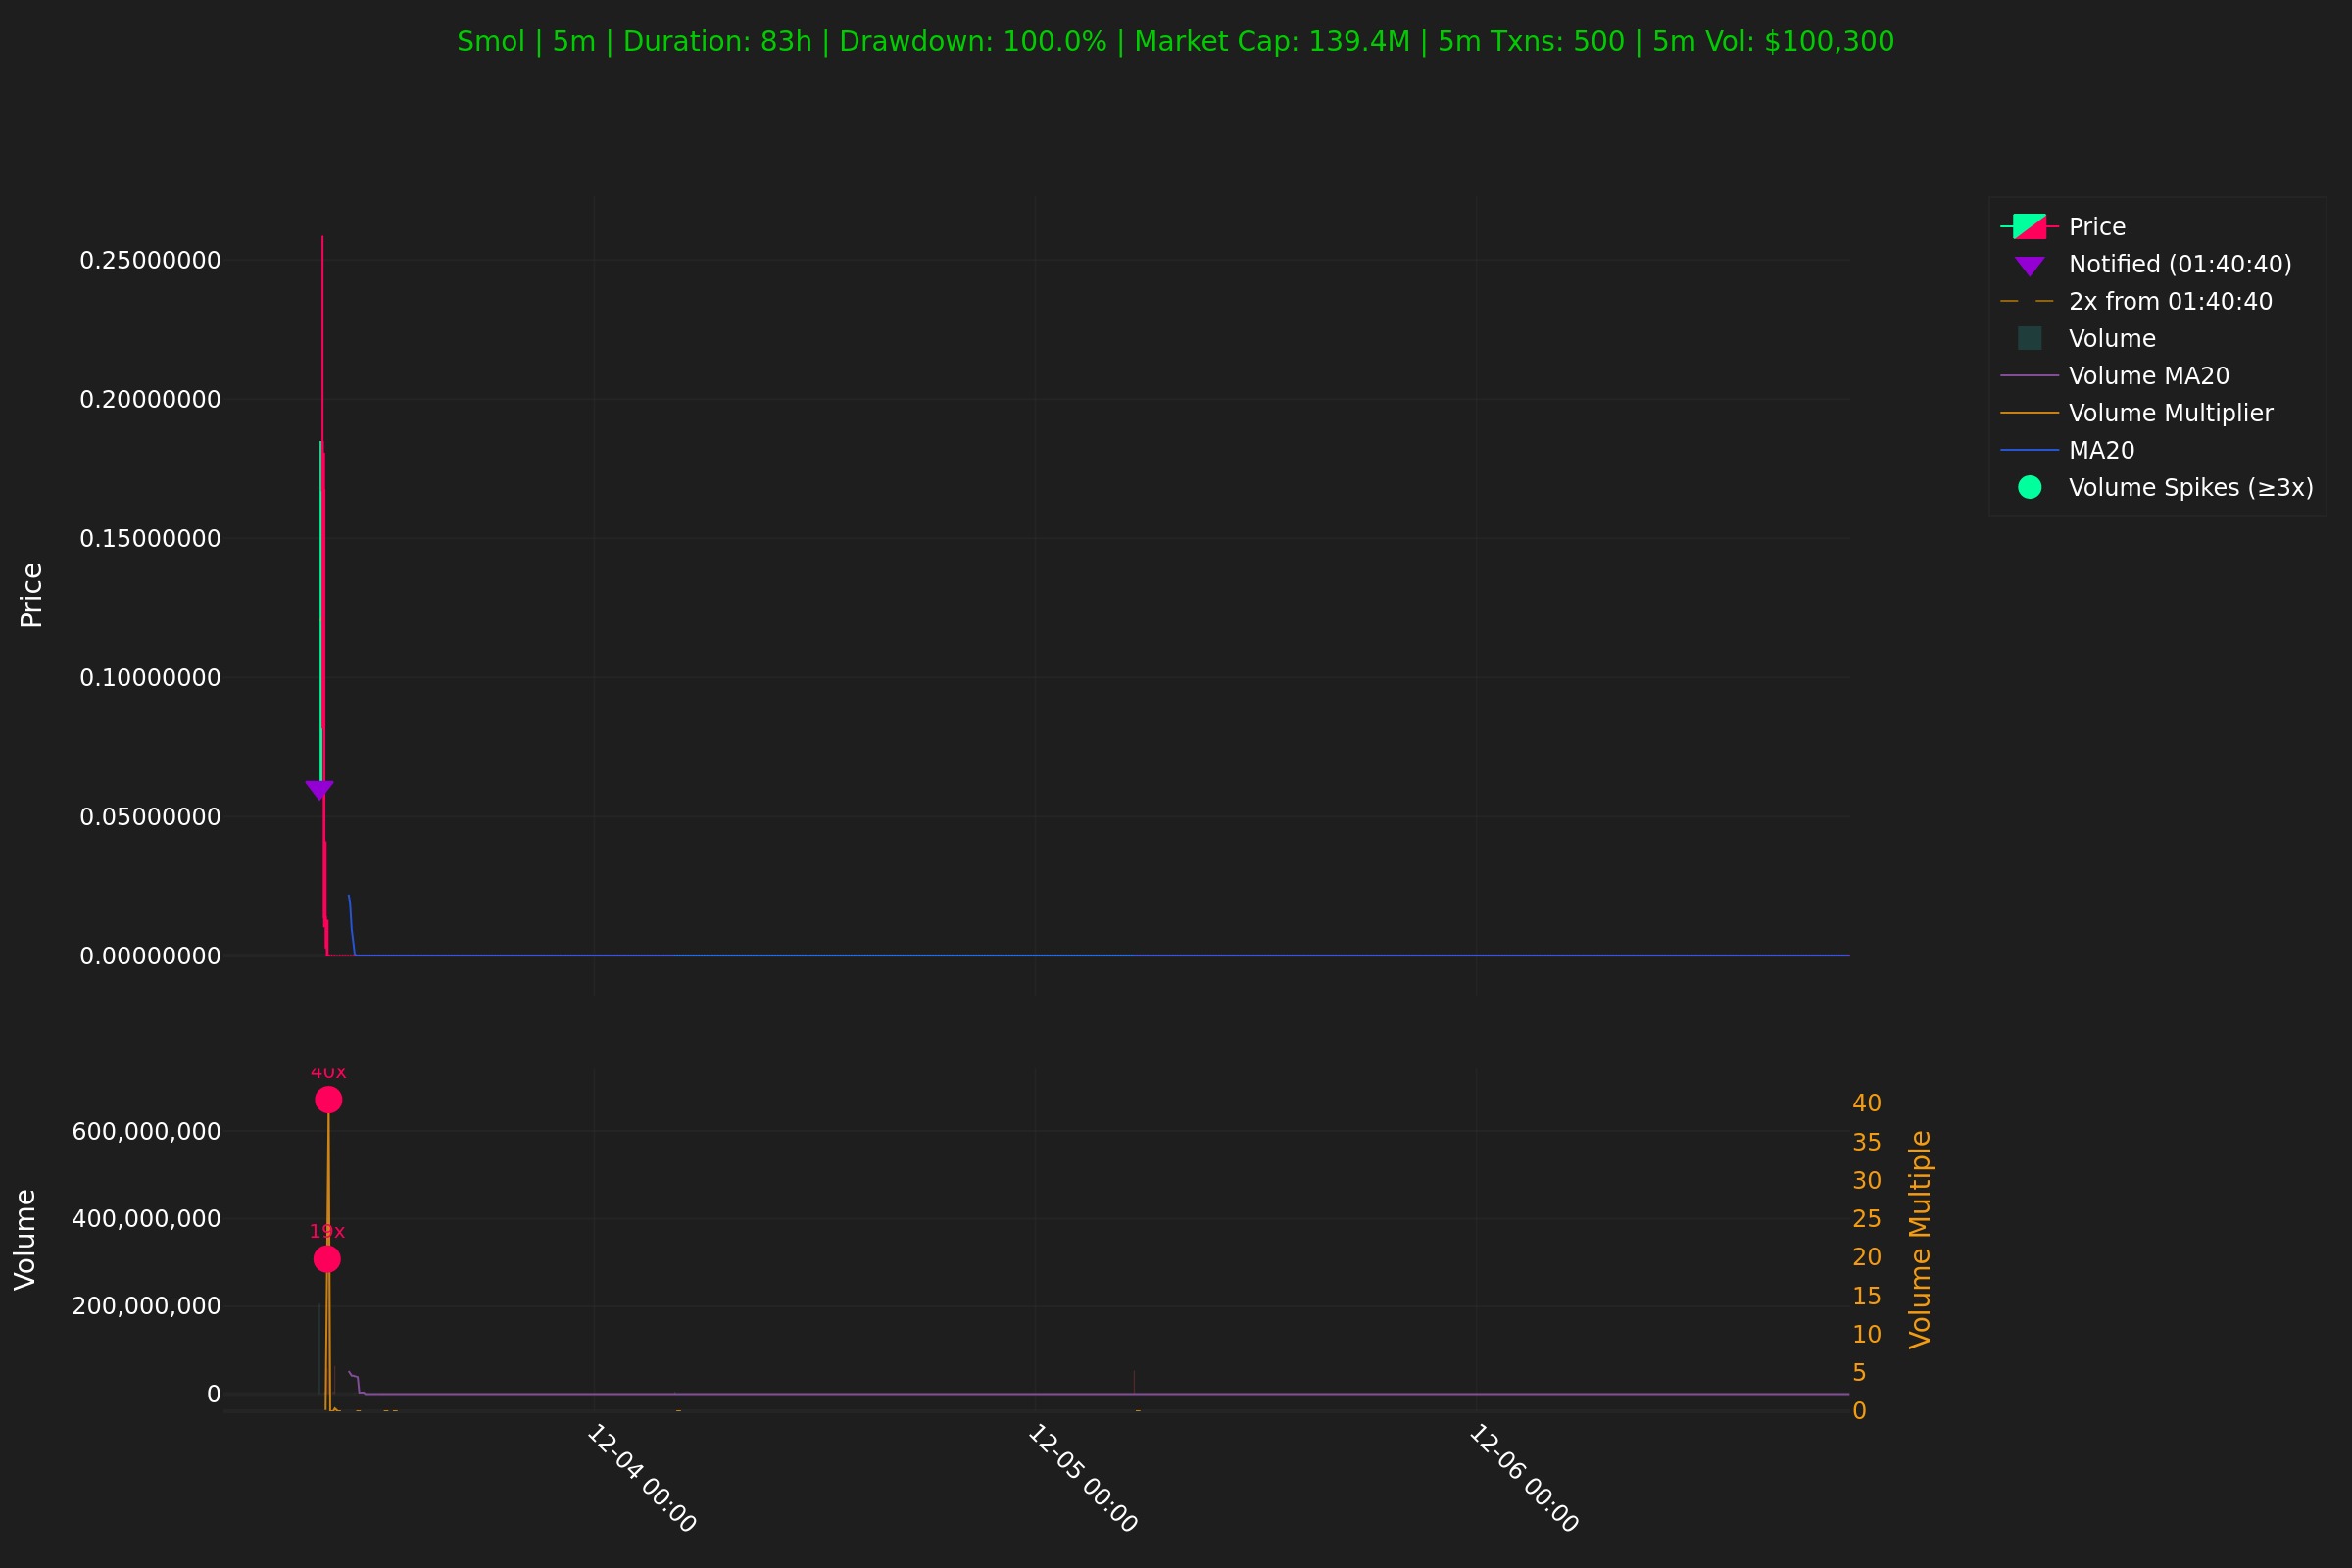 Smol | 5m | Duration: 83h | Drawdown: 100.0% | Market Cap: 139.4M | 5m Txns: 500 | 5m Vol: $100,300
Price
0.25000000
0.20000000
0.15000000
0.10000000
0.05000000
0.00000000
Price
Notified (01:40:40)
2x from 01:40:40
Volume
Volume MA20
Volume Multiplier
MA20
Volume Spikes (≥3x)
Volume
600,000,000
400,000,000
200,000,000
0
40x
19x
40
35
30
25
20
15
10
5
0
Volume Multiple
12-04 00:00
12-05 00:00
12-06 00:00